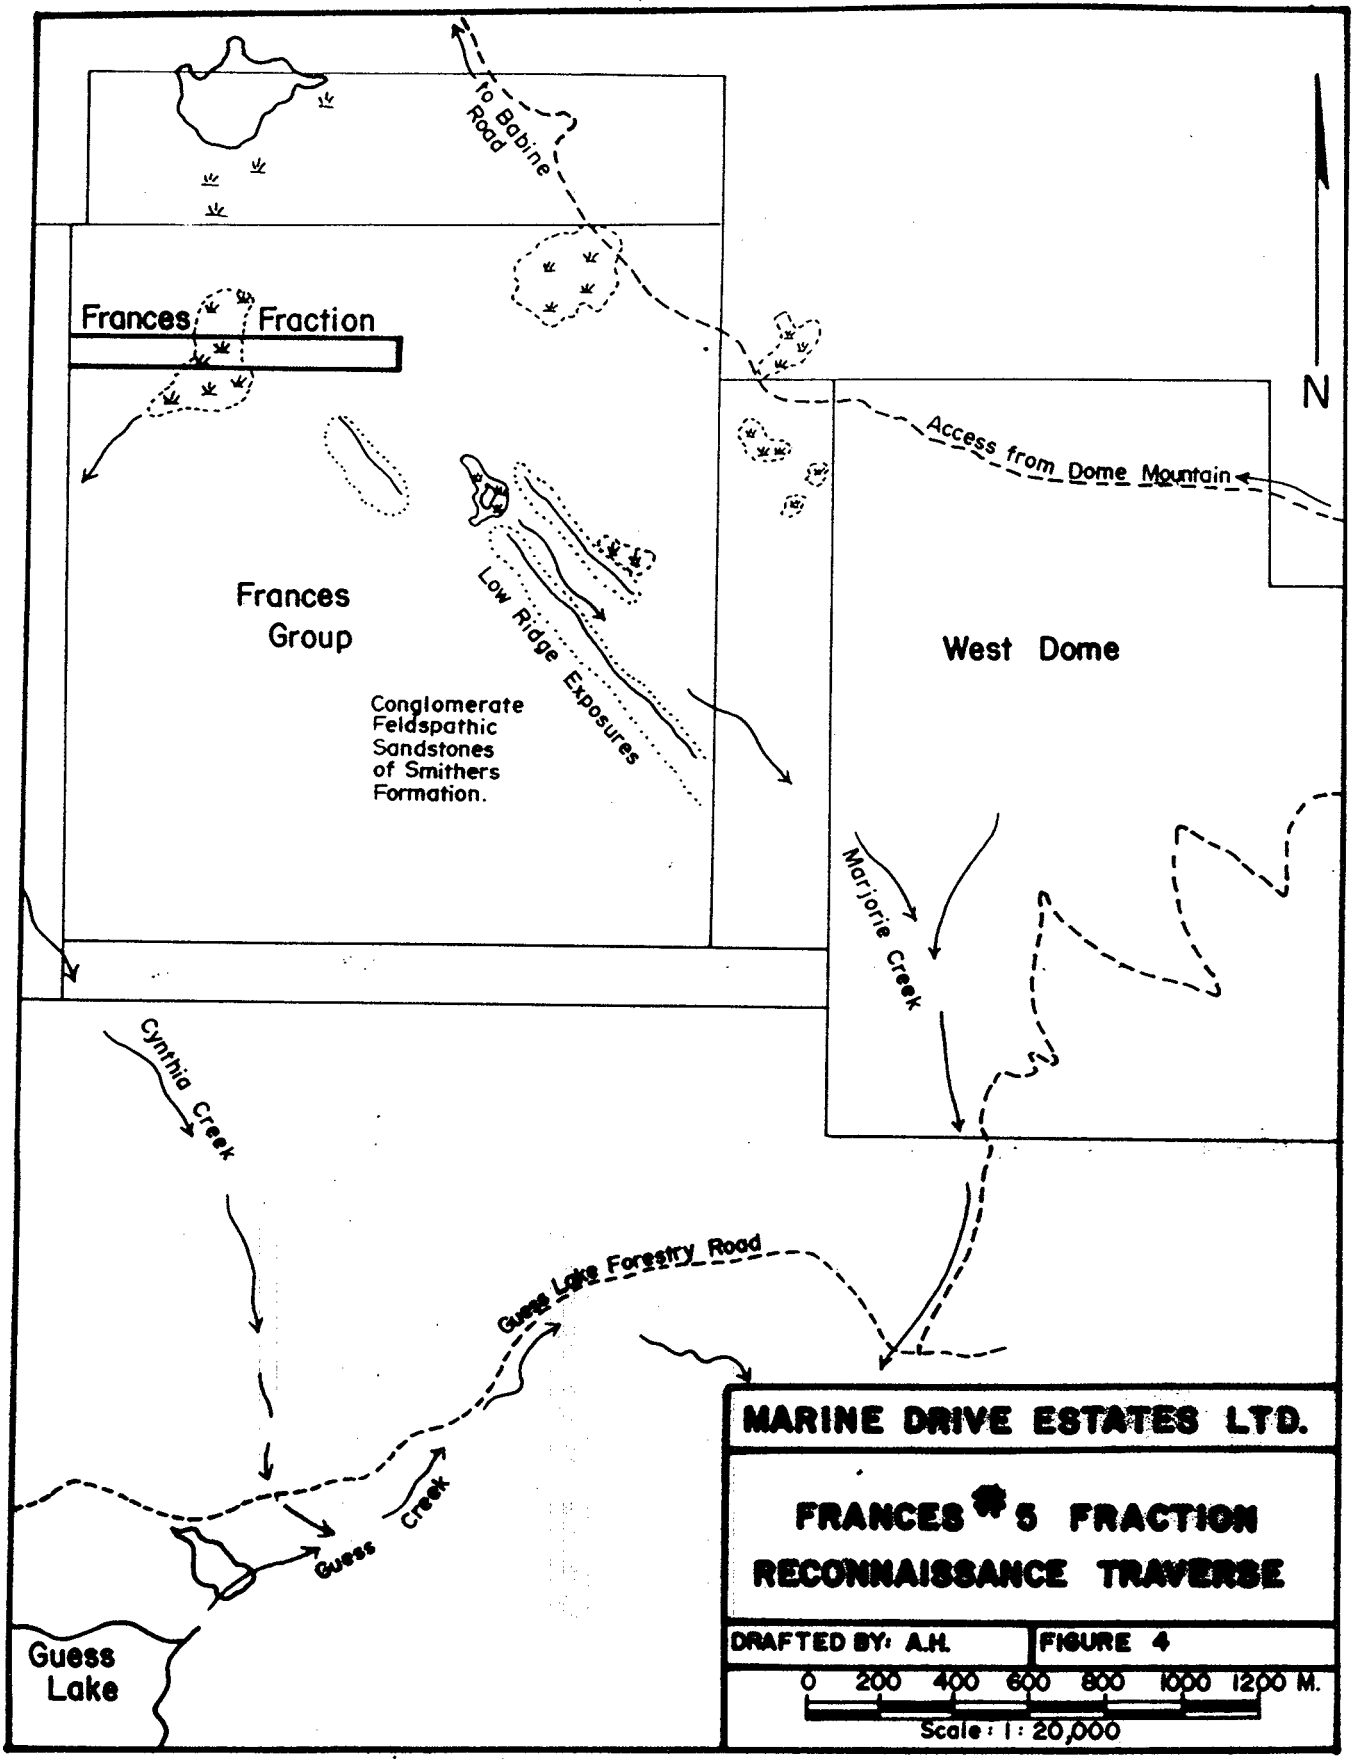 to Babine
Road
Frances Fraction
N
Access from Dome Mountain
Frances
Group
Low Ridge Exposures
West Dome
Conglomerate
Feldspathic
Sandstones
of Smithers
Formation.
Marjorie Creek
Cynthia Creek
Guess Lake Forestry Road
Guess Creek
Guess
Lake
MARINE DRIVE ESTATES LTD.
FRANCES # 5 FRACTION
RECONNAISSANCE TRAVERSE
DRAFTED BY: A.H.
FIGURE 4
0 200 400 600 800 1000 1200 M.
Scale: 1: 20,000